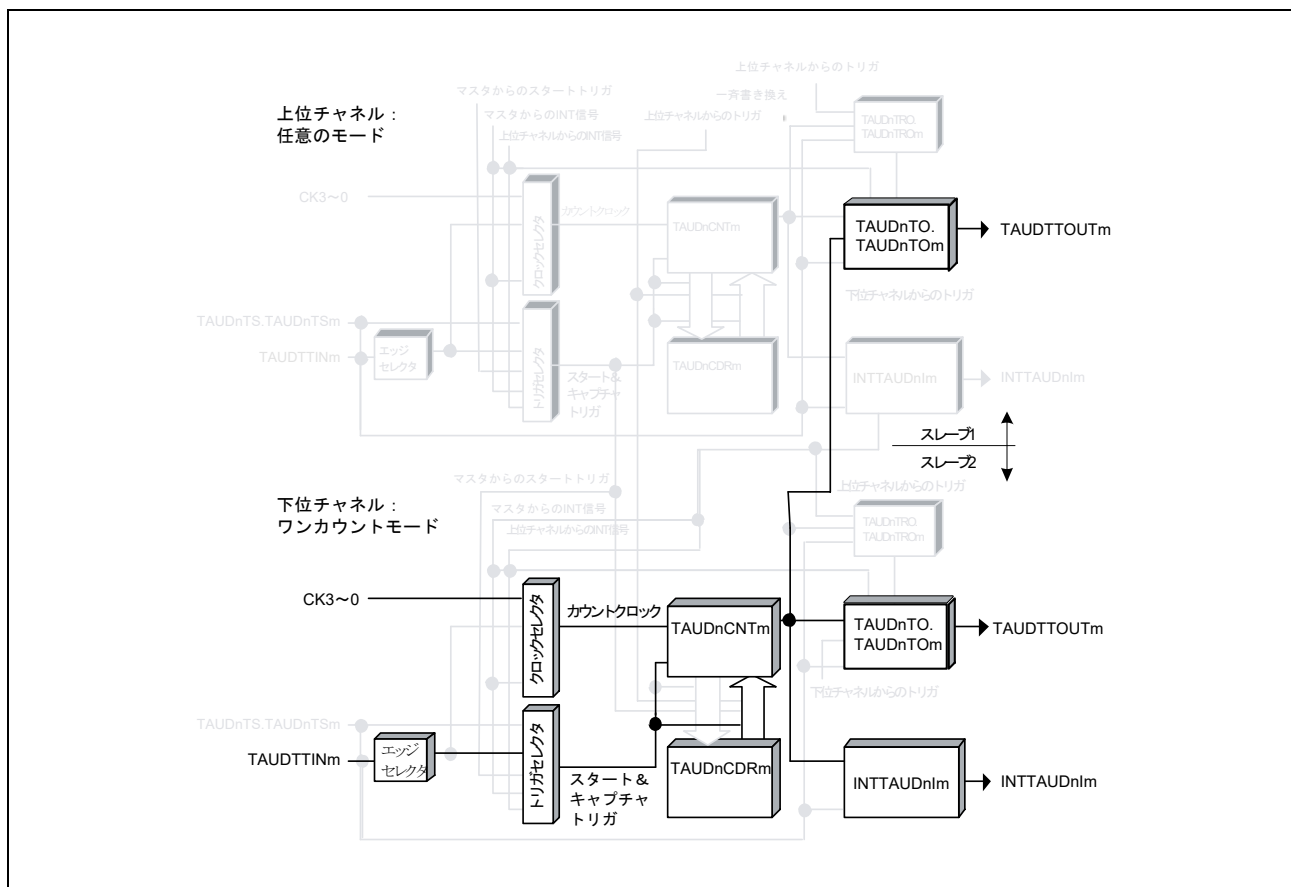 上位チャネルからのトリガ
一斉書き換え
マスタからのスタートトリガ
上位チャネル：
任意のモード
マスタからのINT信号
上位チャネルからのトリガ
上位チャネルからのINT信号
TAUDnTRO.
TAUDnTROm
CK3～0
クロックセレクタ
カウントクロック
TAUDnCNTm
TAUDnTO.
TAUDnTOm
TAUDTTOUTm
下位チャネルからのトリガ
TAUDnTS.TAUDnTSm
TAUDTTINm
エッジ
セレクタ
トリガセレクタ
スタート＆
キャプチャ
トリガ
TAUDnCDRm
INTTAUDnIm
INTTAUDnIm
スレーブ1
スレーブ2
マスタからのスタートトリガ
上位チャネルからのトリガ
下位チャネル：
ワンカウントモード
マスタからのINT信号
上位チャネルからのINT信号
TAUDnTRO.
TAUDnTROm
CK3～0
クロックセレクタ
カウントクロック
TAUDnCNTm
TAUDnTO.
TAUDnTOm
TAUDTTOUTm
下位チャネルからのトリガ
TAUDnTS.TAUDnTSm
TAUDTTINm
エッジ
セレクタ
トリガセレクタ
スタート＆
キャプチャ
トリガ
TAUDnCDRm
INTTAUDnIm
INTTAUDnIm